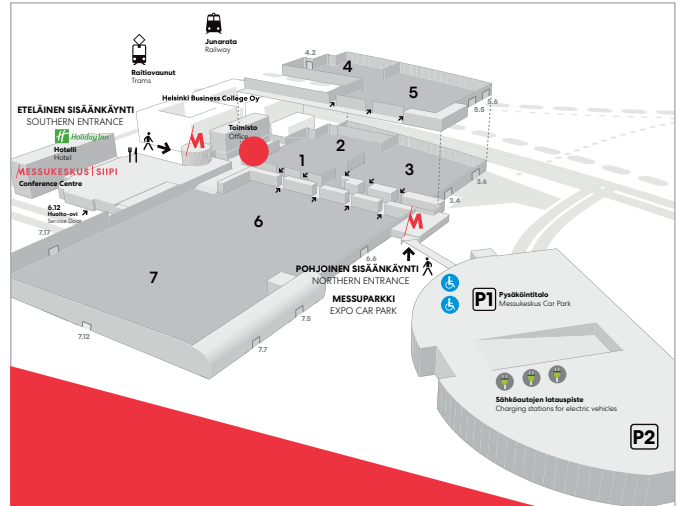 Junarata
Railway
Raitiovaunut
Trams
4.2
4
5
5.6
5.5
Helsinki Business College Oy
ETELÄINEN SISÄÄNKÄYNTI
SOUTHERN ENTRANCE
H Holiday Inn
Hotelli
Hotel
MESSUKESKUS | SIIPI
Conference Centre
M
Toimisto
Office
1
2
3
3.6
3.4
6.12
Huolto-ovi
Service Door
7.17
6
M
6.6
7
POHJOINEN SISÄÄNKÄYNTI
NORTHERN ENTRANCE
MESSUPARKKI
EXPO CAR PARK
P1
Pysäköintitalo
Messukeskus Car Park
7.5
7.12
7.7
Sähköautojen latauspiste
Charging stations for electric vehicles
P2